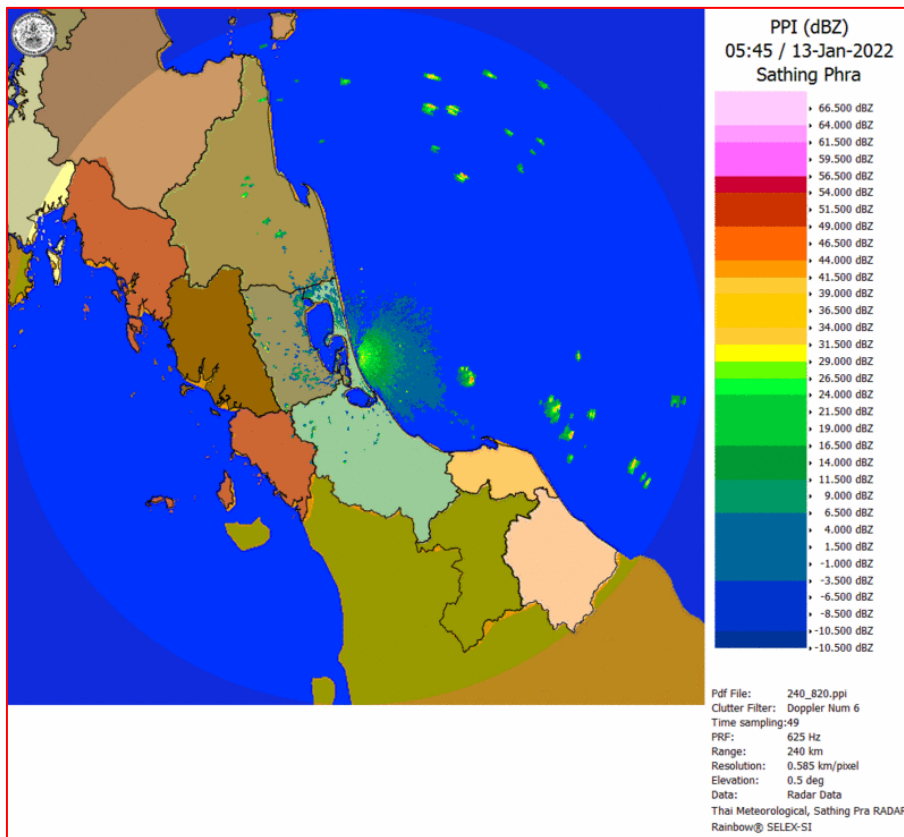 PPI (dBZ)
05:45 / 13-Jan-2022
Sathing Phra
66.500 dBZ
64.000 dBZ
61.500 dBZ
59.500 dBZ
56.500 dBZ
54.000 dBZ
51.500 dBZ
49.000 dBZ
46.500 dBZ
44.000 dBZ
41.500 dBZ
39.000 dBZ
36.500 dBZ
34.000 dBZ
31.500 dBZ
29.000 dBZ
26.500 dBZ
24.000 dBZ
21.500 dBZ
19.000 dBZ
16.500 dBZ
14.000 dBZ
11.500 dBZ
9.000 dBZ
6.500 dBZ
4.000 dBZ
1.500 dBZ
-1.000 dBZ
-3.500 dBZ
-6.500 dBZ
-8.500 dBZ
-10.500 dBZ
-10.500 dBZ
Pdf File: 240_820.ppi
Clutter Filter: Doppler Num 6
Time sampling:49
PRF: 625 Hz
Range: 240 km
Resolution: 0.585 km/pixel
Elevation: 0.5 deg
Data: Radar Data
Thai Meteorological, Sathing Pra RADAR
Rainbow® SELEX-SI